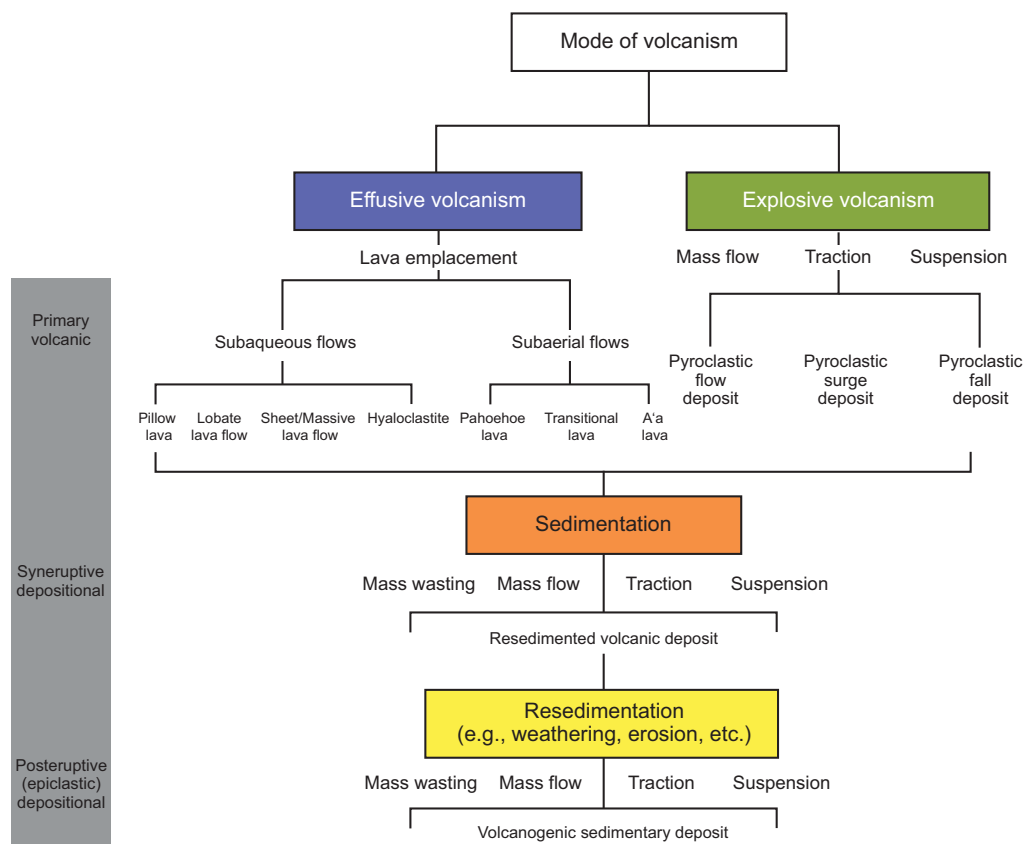 Mode of volcanism
Effusive volcanism
Explosive volcanism
Lava emplacement
Mass flow
Traction
Suspension
Primary
volcanic
Subaqueous flows
Subaerial flows
Pyroclastic
flow
deposit
Pyroclastic
surge
deposit
Pyroclastic
fall
deposit
Pillow
lava
Lobate
lava flow
Sheet/Massive
lava flow
Hyaloclastite
Pahoehoe
lava
Transitional
lava
A‘a
lava
Sedimentation
Syneruptive
depositional
Mass wasting
Mass flow
Traction
Suspension
Resedimented volcanic deposit
Resedimentation
(e.g., weathering, erosion, etc.)
Posteruptive
(epiclastic)
depositional
Mass wasting
Mass flow
Traction
Suspension
Volcanogenic sedimentary deposit